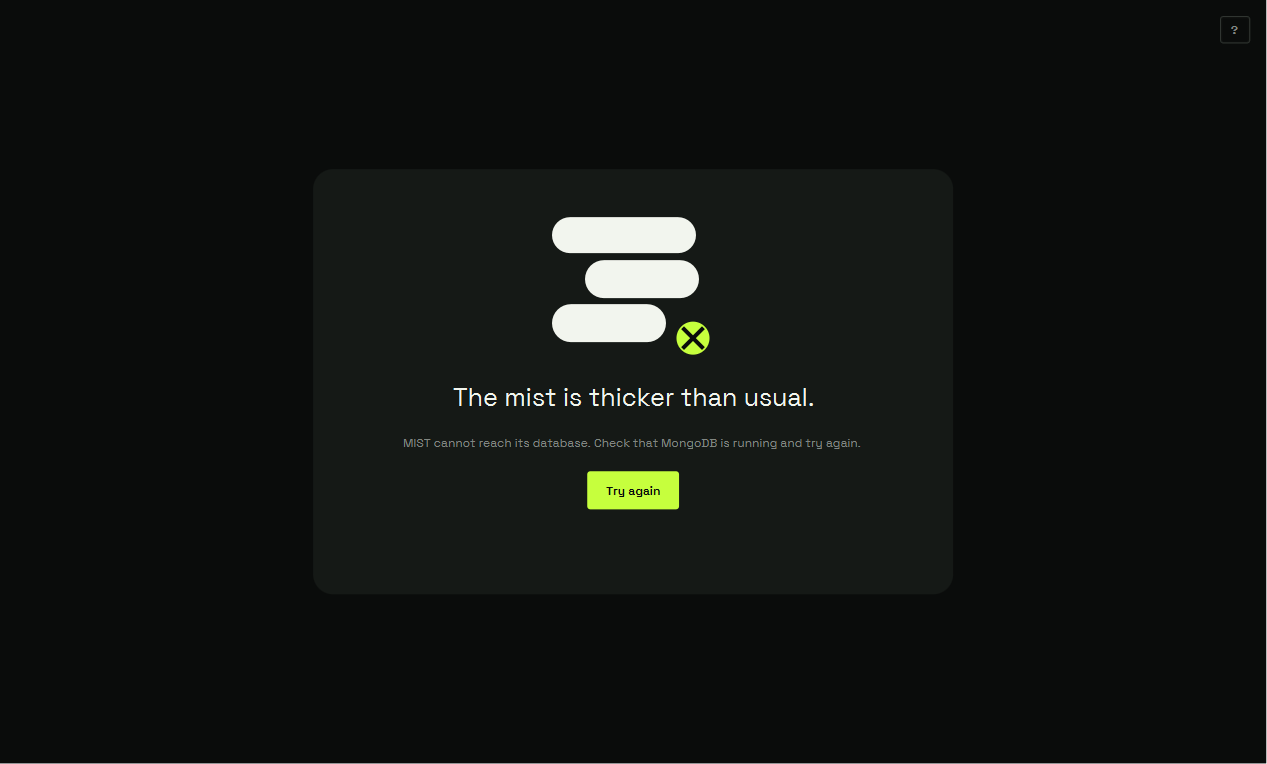 ?
The mist is thicker than usual.
MIST cannot reach its database. Check that MongoDB is running and try again.
Try again